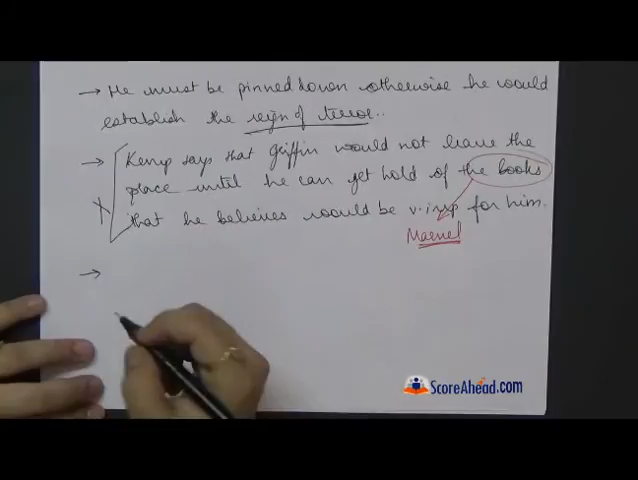 → He must be pinned down otherwise he would
establish the reign of terror..
→ Kemp says that Griffin would not leave the
place until he can get hold of the books
that he believes would be v.imp for him.
Marvel
→
ScoreAhead.com